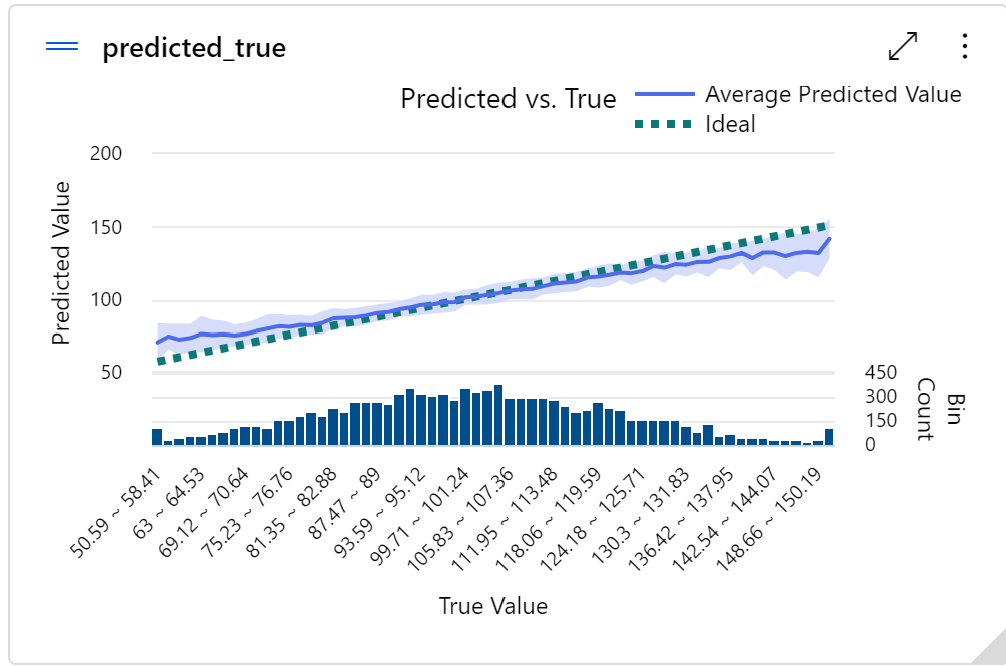 predicted_true
Predicted vs. True
Average Predicted Value
Ideal
Predicted Value
200
150
100
50
450
300
150
0
Bin
Count
50.59 ~ 58.41
63 ~ 64.53
69.12 ~ 70.64
75.23 ~ 76.76
81.35 ~ 82.88
87.47 ~ 89
93.59 ~ 95.12
99.71 ~ 101.24
105.83 ~ 107.36
111.95 ~ 113.48
118.06 ~ 119.59
124.18 ~ 125.71
130.3 ~ 131.83
136.42 ~ 137.95
142.54 ~ 144.07
148.66 ~ 150.19
True Value